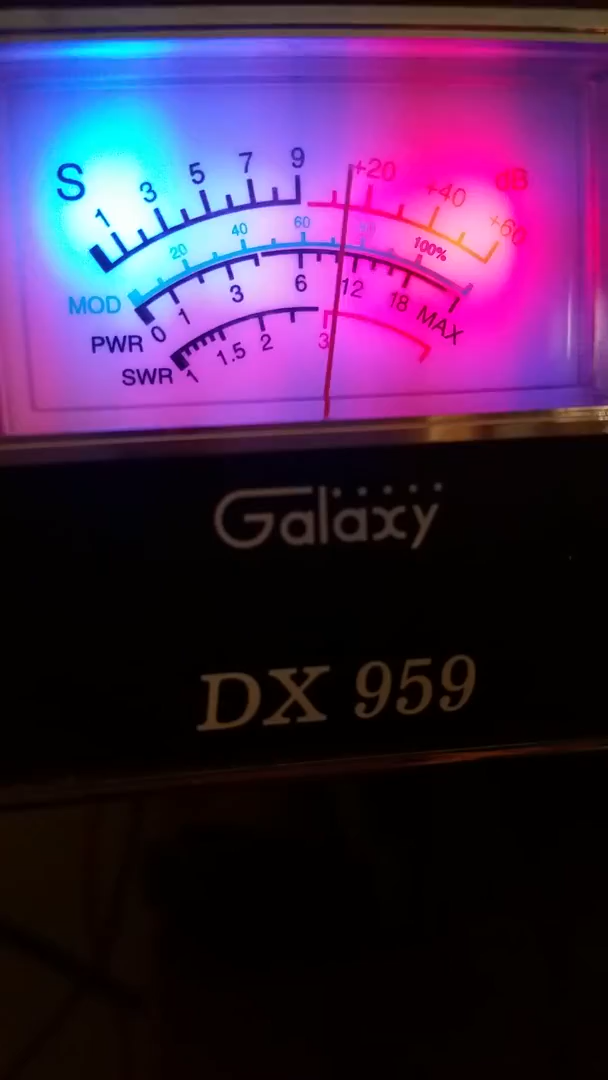 S 1 3 5 7 9 +20 +40 +60 dB
MOD 20 40 60 100%
PWR 0 1 3 6 12 18 MAX
SWR 1 1.5 2 3
Galaxy
DX 959